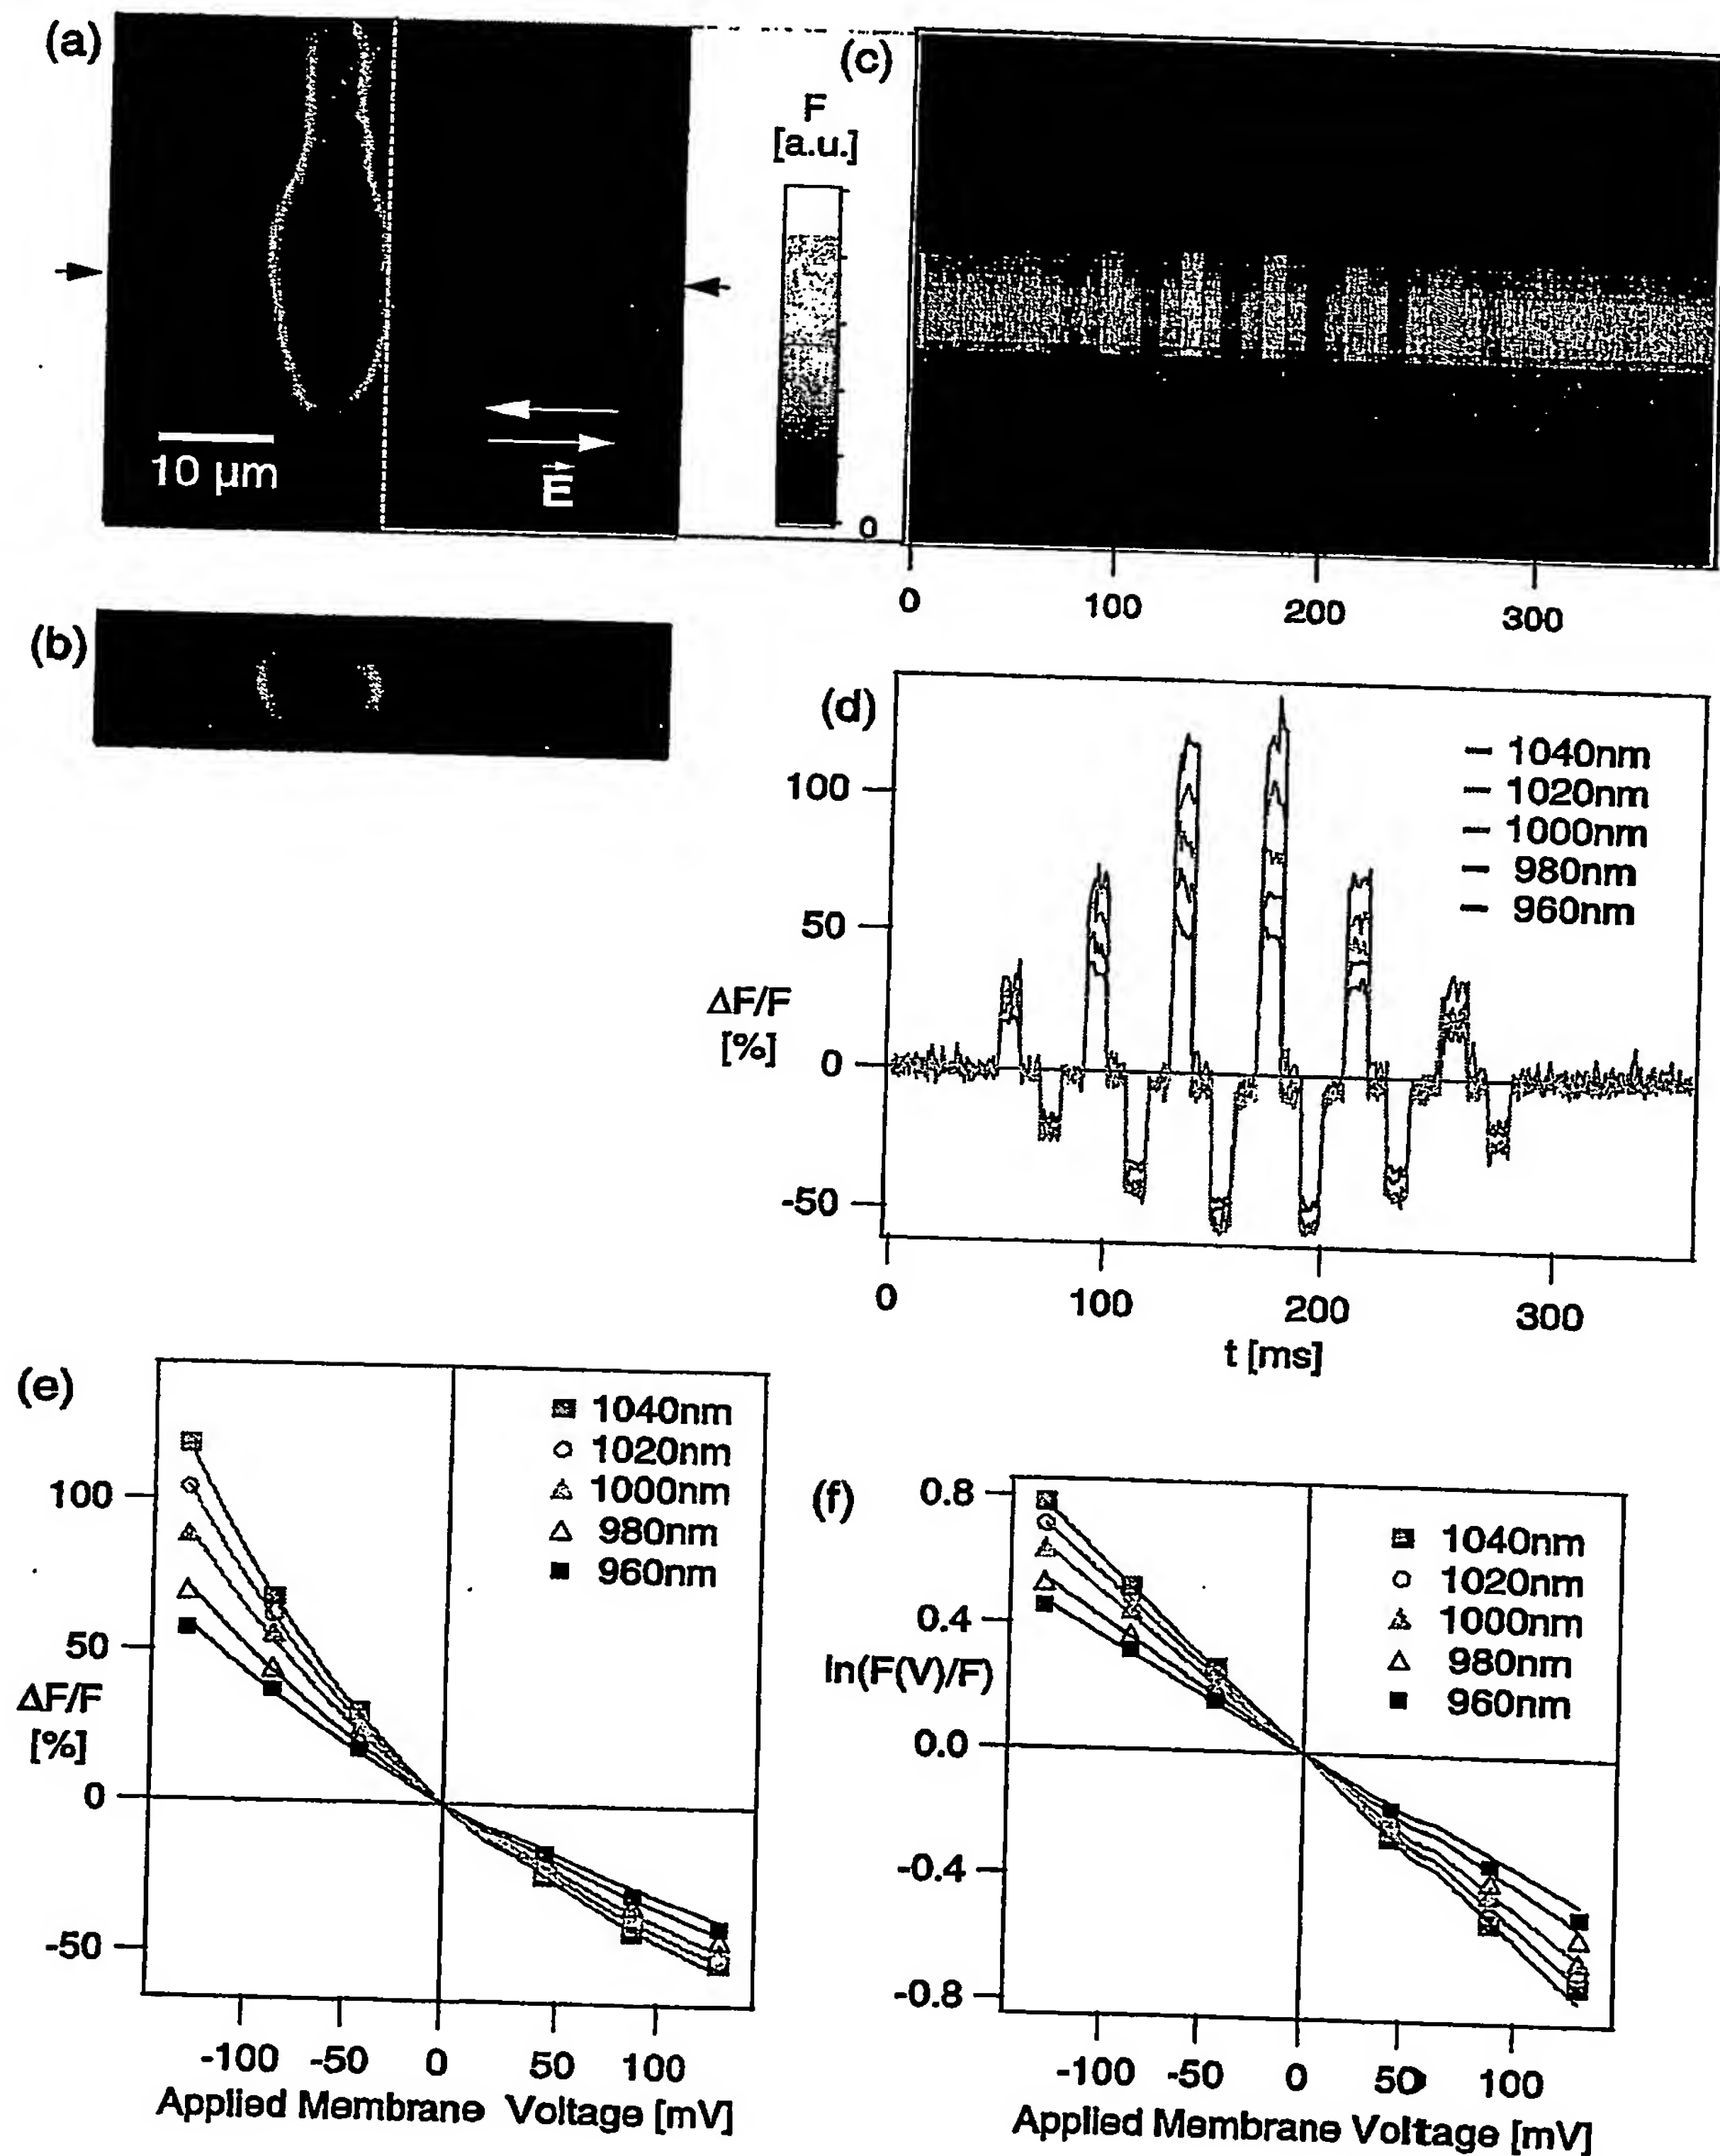 (a)
10 µm
E
F
[a.u.]
0
(c)
0 100 200 300
(b)
(d)
1040nm
1020nm
1000nm
980nm
960nm
100
50
0
-50
ΔF/F
[%]
0 100 200 300
t [ms]
(e)
1040nm
1020nm
1000nm
980nm
960nm
100
50
0
-50
ΔF/F
[%]
-100 -50 0 50 100
Applied Membrane Voltage [mV]
(f)
1040nm
1020nm
1000nm
980nm
960nm
0.8
0.4
0.0
-0.4
-0.8
ln(F(V)/F)
-100 -50 0 50 100
Applied Membrane Voltage [mV]